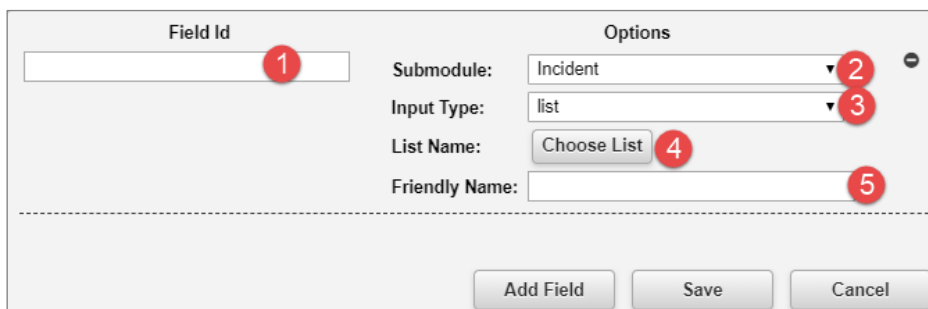 Field Id Options
1
Submodule: Incident 2
Input Type: list 3
List Name: Choose List 4
Friendly Name: 5
Add Field Save Cancel